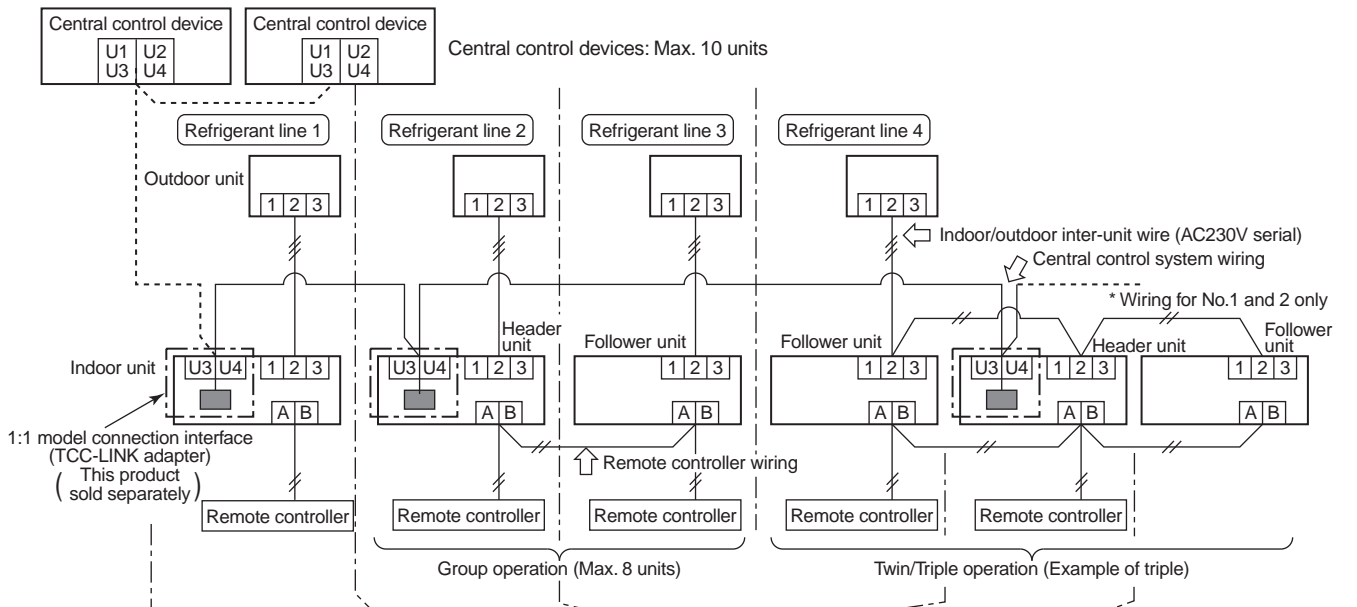 Central control device
U1 U2
U3 U4
Central control device
U1 U2
U3 U4
Central control devices: Max. 10 units
Refrigerant line 1
Refrigerant line 2
Refrigerant line 3
Refrigerant line 4
Outdoor unit
1 2 3
1 2 3
1 2 3
1 2 3
Indoor/outdoor inter-unit wire (AC230V serial)
Central control system wiring
* Wiring for No.1 and 2 only
Indoor unit
U3 U4
1 2 3
A B
Header
unit
U3 U4
1 2 3
A B
Follower unit
1 2 3
A B
Follower unit
1 2 3
A B
Header unit
U3 U4
1 2 3
A B
Follower
unit
1 2 3
A B
1:1 model connection interface
(TCC-LINK adapter)
( This product
sold separately )
Remote controller wiring
Remote controller
Remote controller
Remote controller
Remote controller
Remote controller
Group operation (Max. 8 units)
Twin/Triple operation (Example of triple)